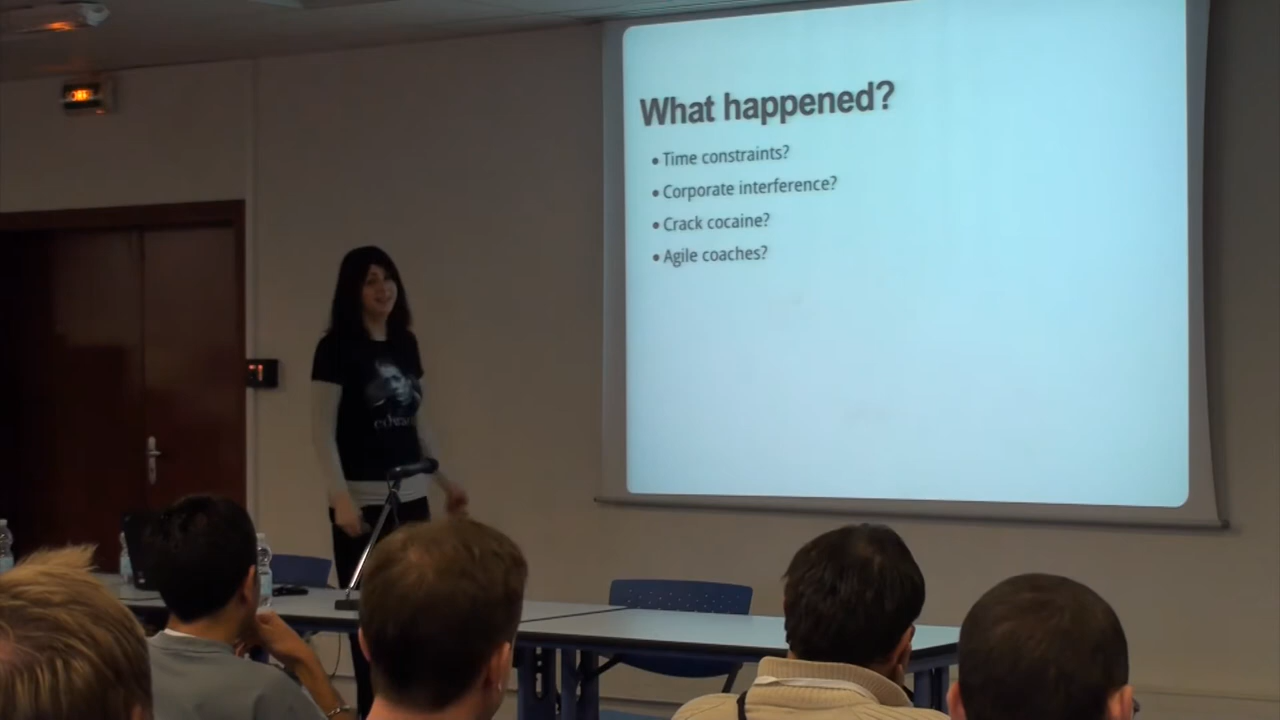 What happened?
• Time constraints?
• Corporate interference?
• Crack cocaine?
• Agile coaches?